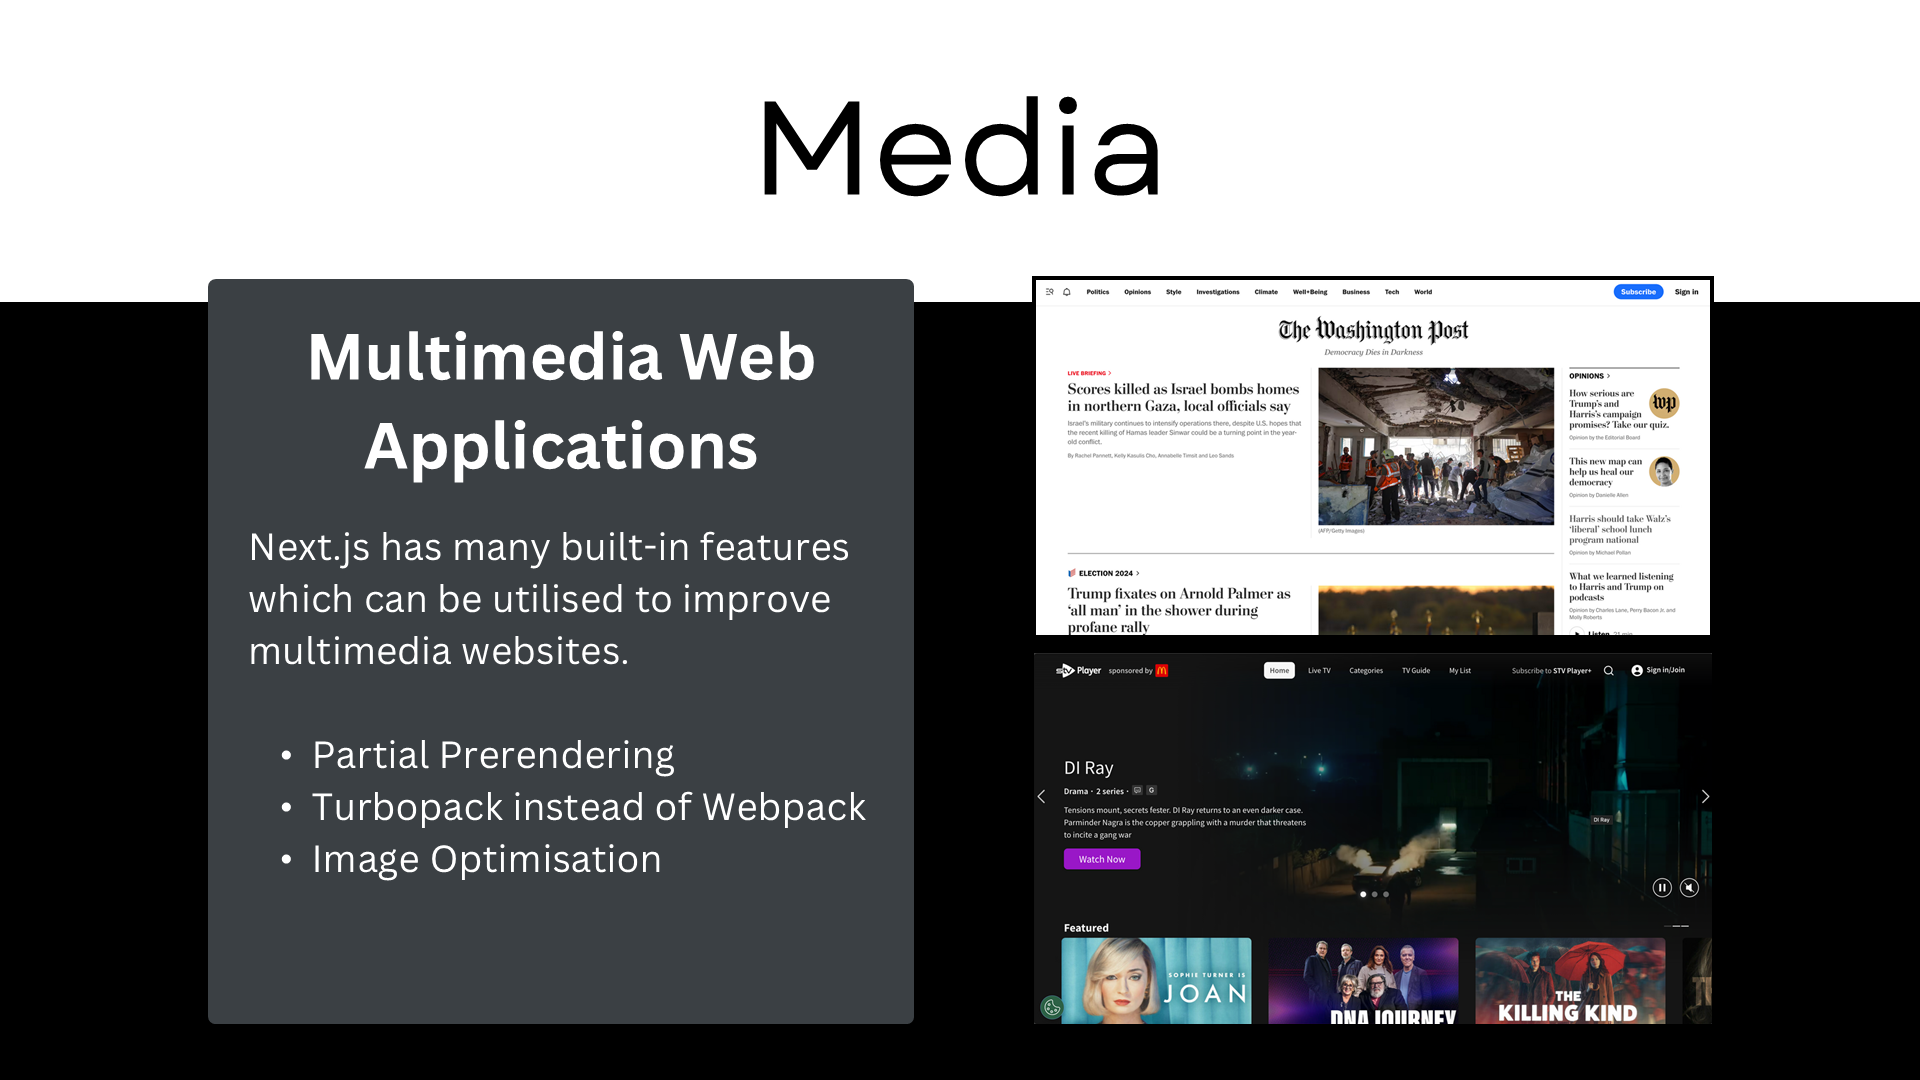 Media
Multimedia Web
Applications
Next.js has many built-in features
which can be utilised to improve
multimedia websites.
• Partial Prerendering
• Turbopack instead of Webpack
• Image Optimisation
Politics Opinions Style Investigations Climate Well+Being Business Tech World Subscribe Sign in
The Washington Post
Democracy Dies in Darkness
LIVE BRIEFING >
Scores killed as Israel bombs homes
in northern Gaza, local officials say
Israel's military continues to intensify operations there, despite U.S. hopes that
the recent killing of Hamas leader Sinwar could be a turning point in the year-
old conflict.
By Rachel Pannett, Kelly Kasulis Cho, Annabelle Timsit and Leo Sands
(AFP/Getty Images)
ELECTION 2024 >
Trump fixates on Arnold Palmer as
‘all man’ in the shower during
profane rally
OPINIONS >
How serious are
Trump’s and
Harris’s campaign
promises? Take our quiz.
Opinion by the Editorial Board
wp
This new map can
help us heal our
democracy
Opinion by Danielle Allen
Harris should take Walz’s
‘liberal’ school lunch
program national
Opinion by Michael Pollan
What we learned listening
to Harris and Trump on
podcasts
Opinion by Charles Lane, Perry Bacon Jr. and
Molly Roberts
Listen 21 min
STV Player sponsored by M Home Live TV Categories TV Guide My List Subscribe to STV Player+ Sign in/Join
DI Ray
Drama · 2 series · G
Tensions mount, secrets fester. DI Ray returns to an even darker case.
Parminder Nagra is the copper grappling with a murder that threatens
to incite a gang war
Watch Now
DI Ray
Featured
SOPHIE TURNER IS
JOAN
DNA JOURNEY
THE
KILLING KIND